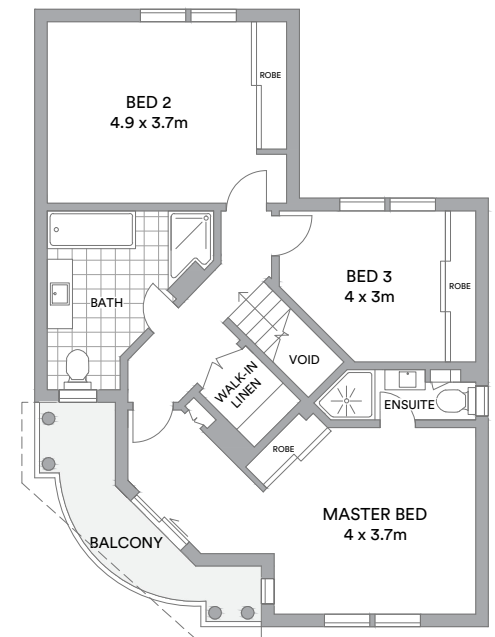 ROBE
BED 2
4.9 x 3.7m
BED 3
4 x 3m
ROBE
BATH
VOID
WALK-IN
LINEN
ENSUITE
ROBE
MASTER BED
4 x 3.7m
BALCONY